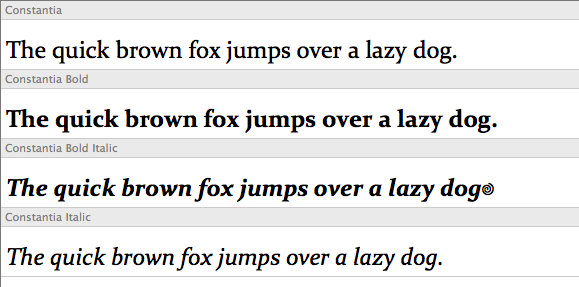 Constantia
The quick brown fox jumps over a lazy dog.
Constantia Bold
The quick brown fox jumps over a lazy dog.
Constantia Bold Italic
The quick brown fox jumps over a lazy dog֍
Constantia Italic
The quick brown fox jumps over a lazy dog.